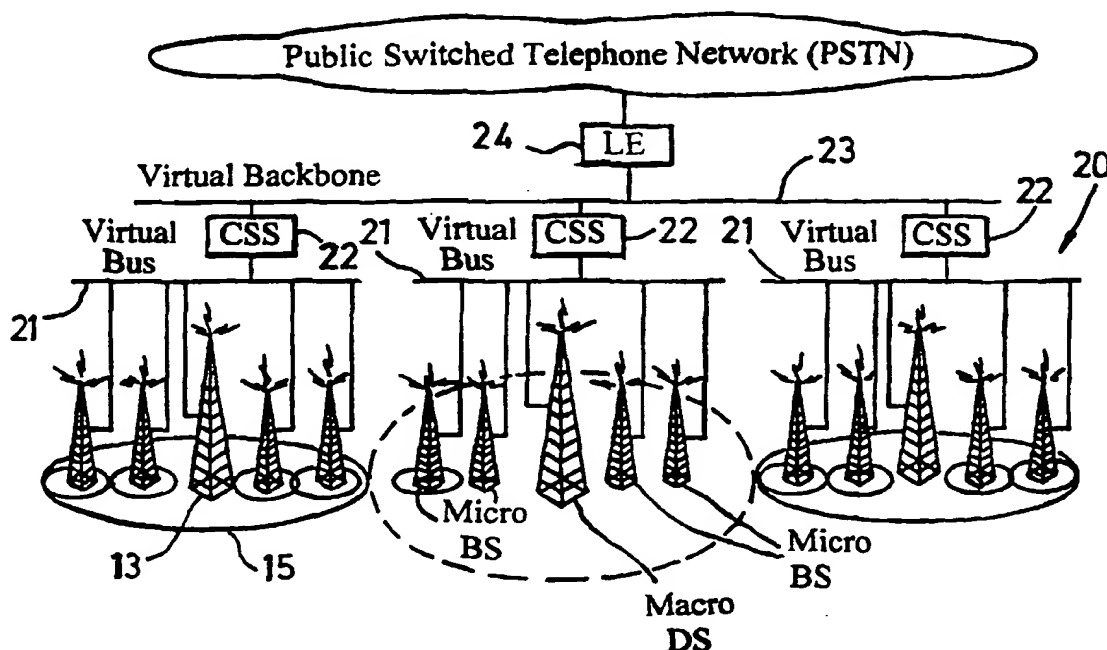 Public Switched Telephone Network (PSTN)
24
LE
23
20
Virtual Backbone
Virtual
Bus
CSS
22
21
Virtual
Bus
CSS
22
21
Virtual
Bus
CSS
22
21
13
15
Micro
BS
Micro
BS
Macro
DS